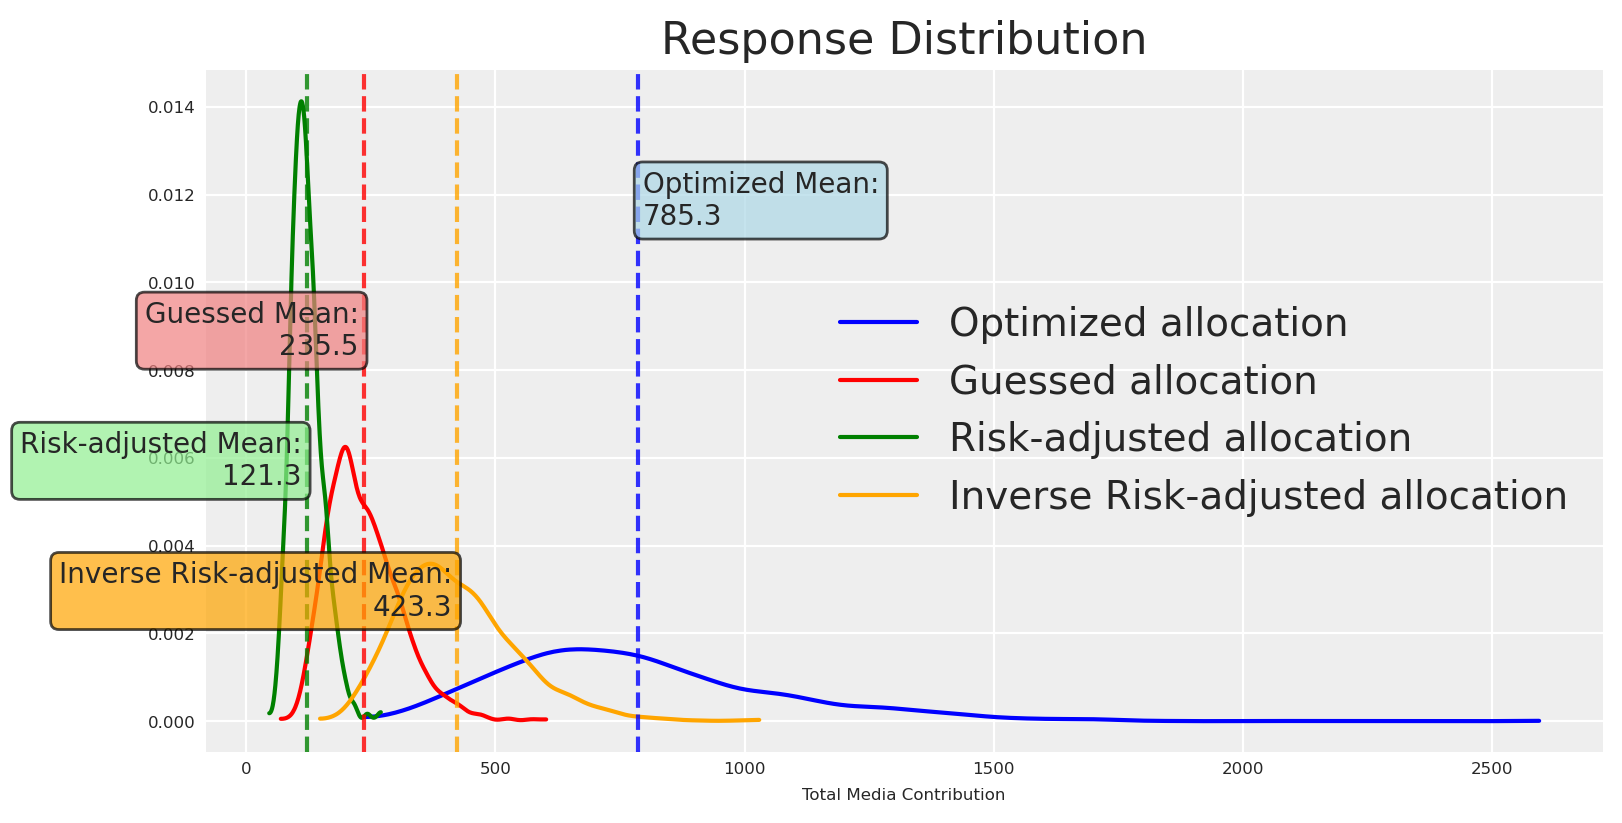 Response Distribution
0.014
0.012
0.010
0.008
0.006
0.004
0.002
0.000
Optimized Mean:
785.3
Guessed Mean:
235.5
Risk-adjusted Mean:
121.3
Inverse Risk-adjusted Mean:
423.3
Optimized allocation
Guessed allocation
Risk-adjusted allocation
Inverse Risk-adjusted allocation
0
500
1000
1500
2000
2500
Total Media Contribution